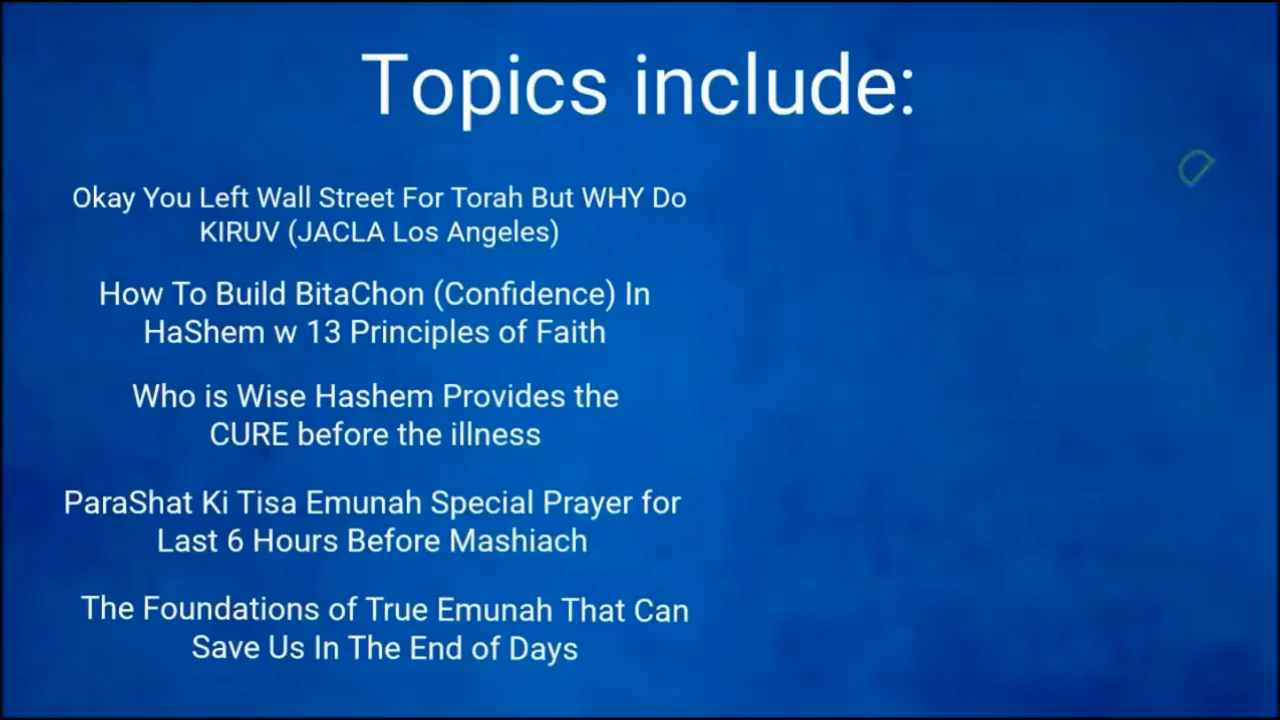 Topics include:
Okay You Left Wall Street For Torah But WHY Do
KIRUV (JACLA Los Angeles)
How To Build BitaChon (Confidence) In
HaShem w 13 Principles of Faith
Who is Wise Hashem Provides the
CURE before the illness
ParaShat Ki Tisa Emunah Special Prayer for
Last 6 Hours Before Mashiach
The Foundations of True Emunah That Can
Save Us In The End of Days